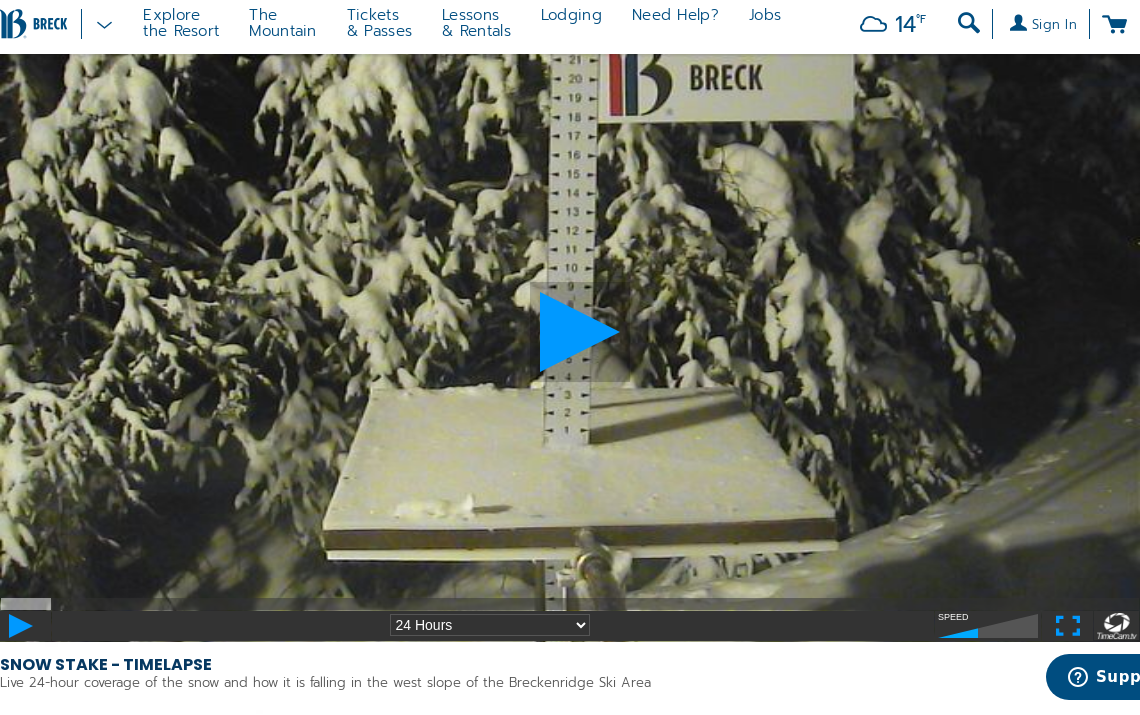 BRECK
Explore
the Resort
The
Mountain
Tickets
& Passes
Lessons
& Rentals
Lodging
Need Help?
Jobs
14°F
Sign In
BRECK
21
20
19
18
17
16
15
14
13
12
11
10
9
5
4
3
2
1
24 Hours
SPEED
TimeCam.tv
SNOW STAKE - TIMELAPSE
Live 24-hour coverage of the snow and how it is falling in the west slope of the Breckenridge Ski Area
Supp